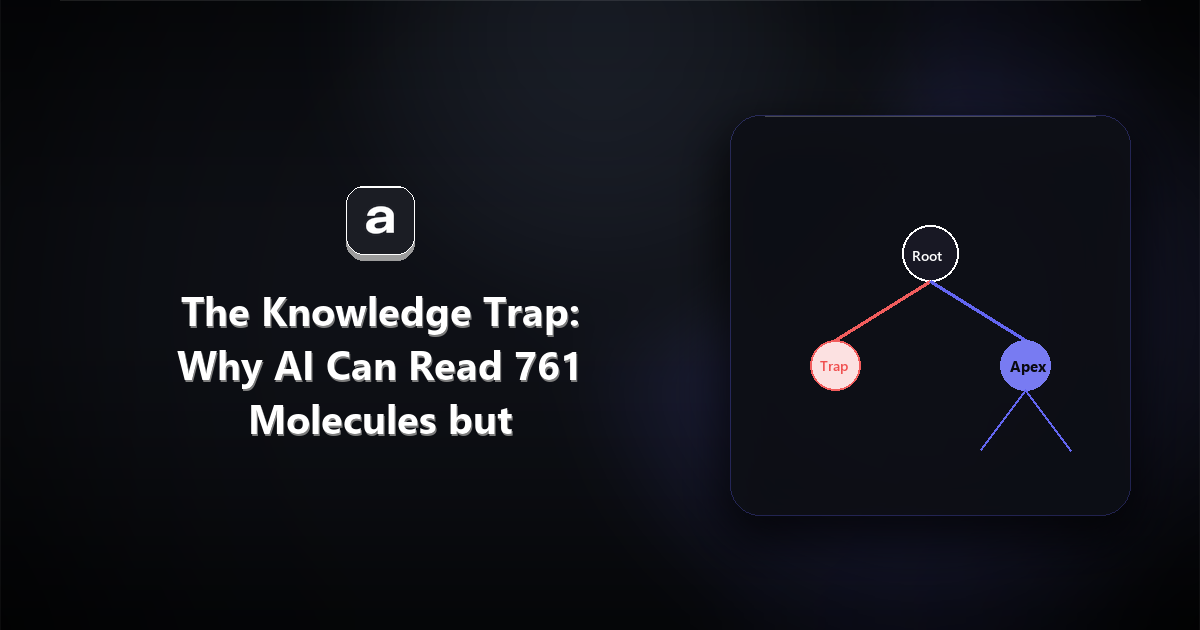 a
The Knowledge Trap:
Why AI Can Read 761
Molecules but
Root
Trap
Apex